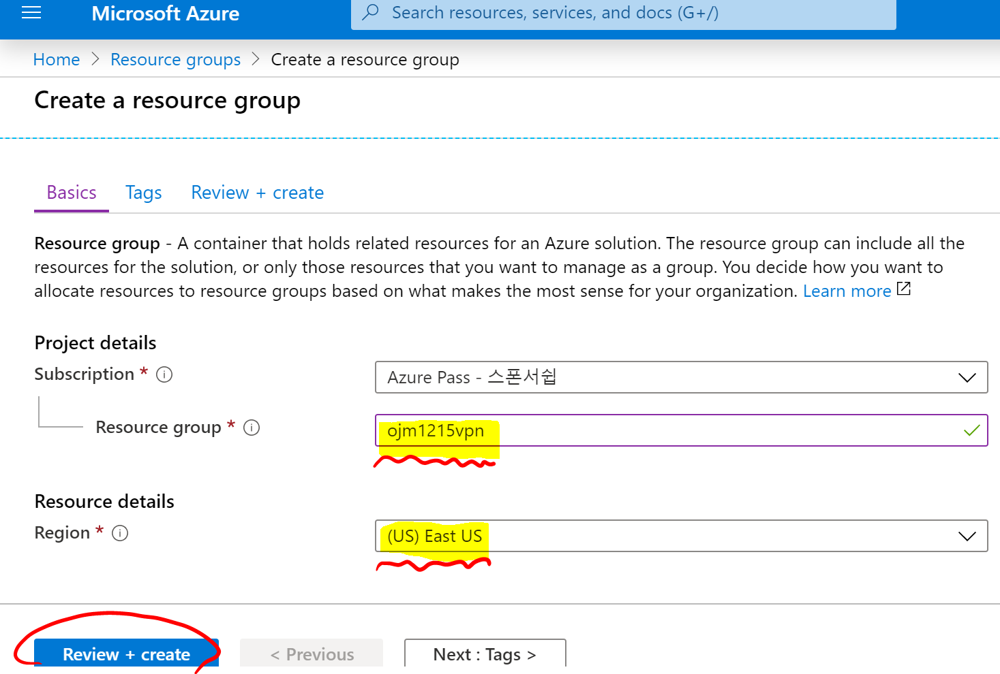 Microsoft Azure
Search resources, services, and docs (G+/)
Home > Resource groups > Create a resource group
Create a resource group
Basics Tags Review + create
Resource group - A container that holds related resources for an Azure solution. The resource group can include all the
resources for the solution, or only those resources that you want to manage as a group. You decide how you want to
allocate resources to resource groups based on what makes the most sense for your organization. Learn more
Project details
Subscription * Azure Pass - 스폰서쉽
Resource group * ojm1215vpn
Resource details
Region * (US) East US
Review + create < Previous Next : Tags >